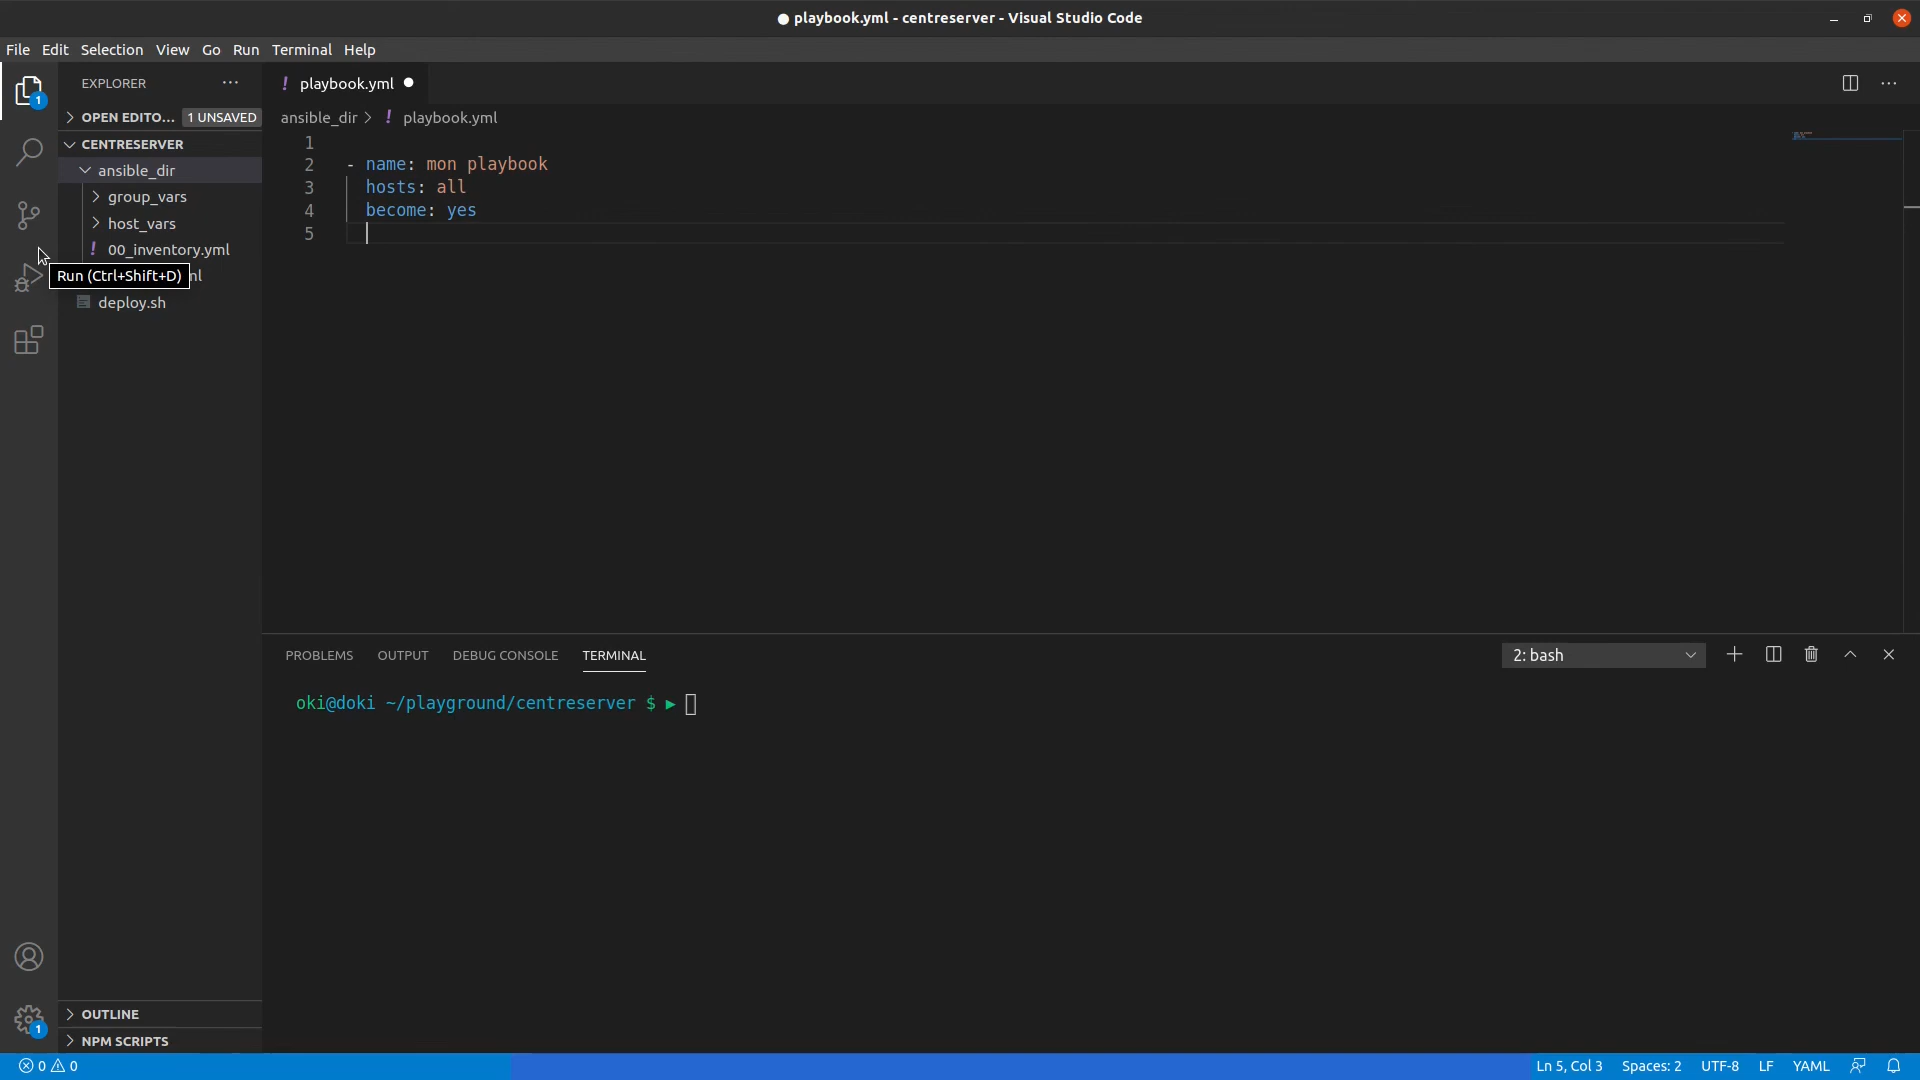 ● playbook.yml - centreserver - Visual Studio Code
File Edit Selection View Go Run Terminal Help
EXPLORER
1
OPEN EDITO... 1 UNSAVED
CENTRESERVER
ansible_dir
group_vars
host_vars
! 00_inventory.yml
Run (Ctrl+Shift+D) ml
deploy.sh
OUTLINE
1
NPM SCRIPTS
! playbook.yml ●
ansible_dir > ! playbook.yml
1
2 - name: mon playbook
3 hosts: all
4 become: yes
5
PROBLEMS OUTPUT DEBUG CONSOLE TERMINAL
2: bash
oki@doki ~/playground/centreserver $ ▶
0 0
Ln 5, Col 3 Spaces: 2 UTF-8 LF YAML